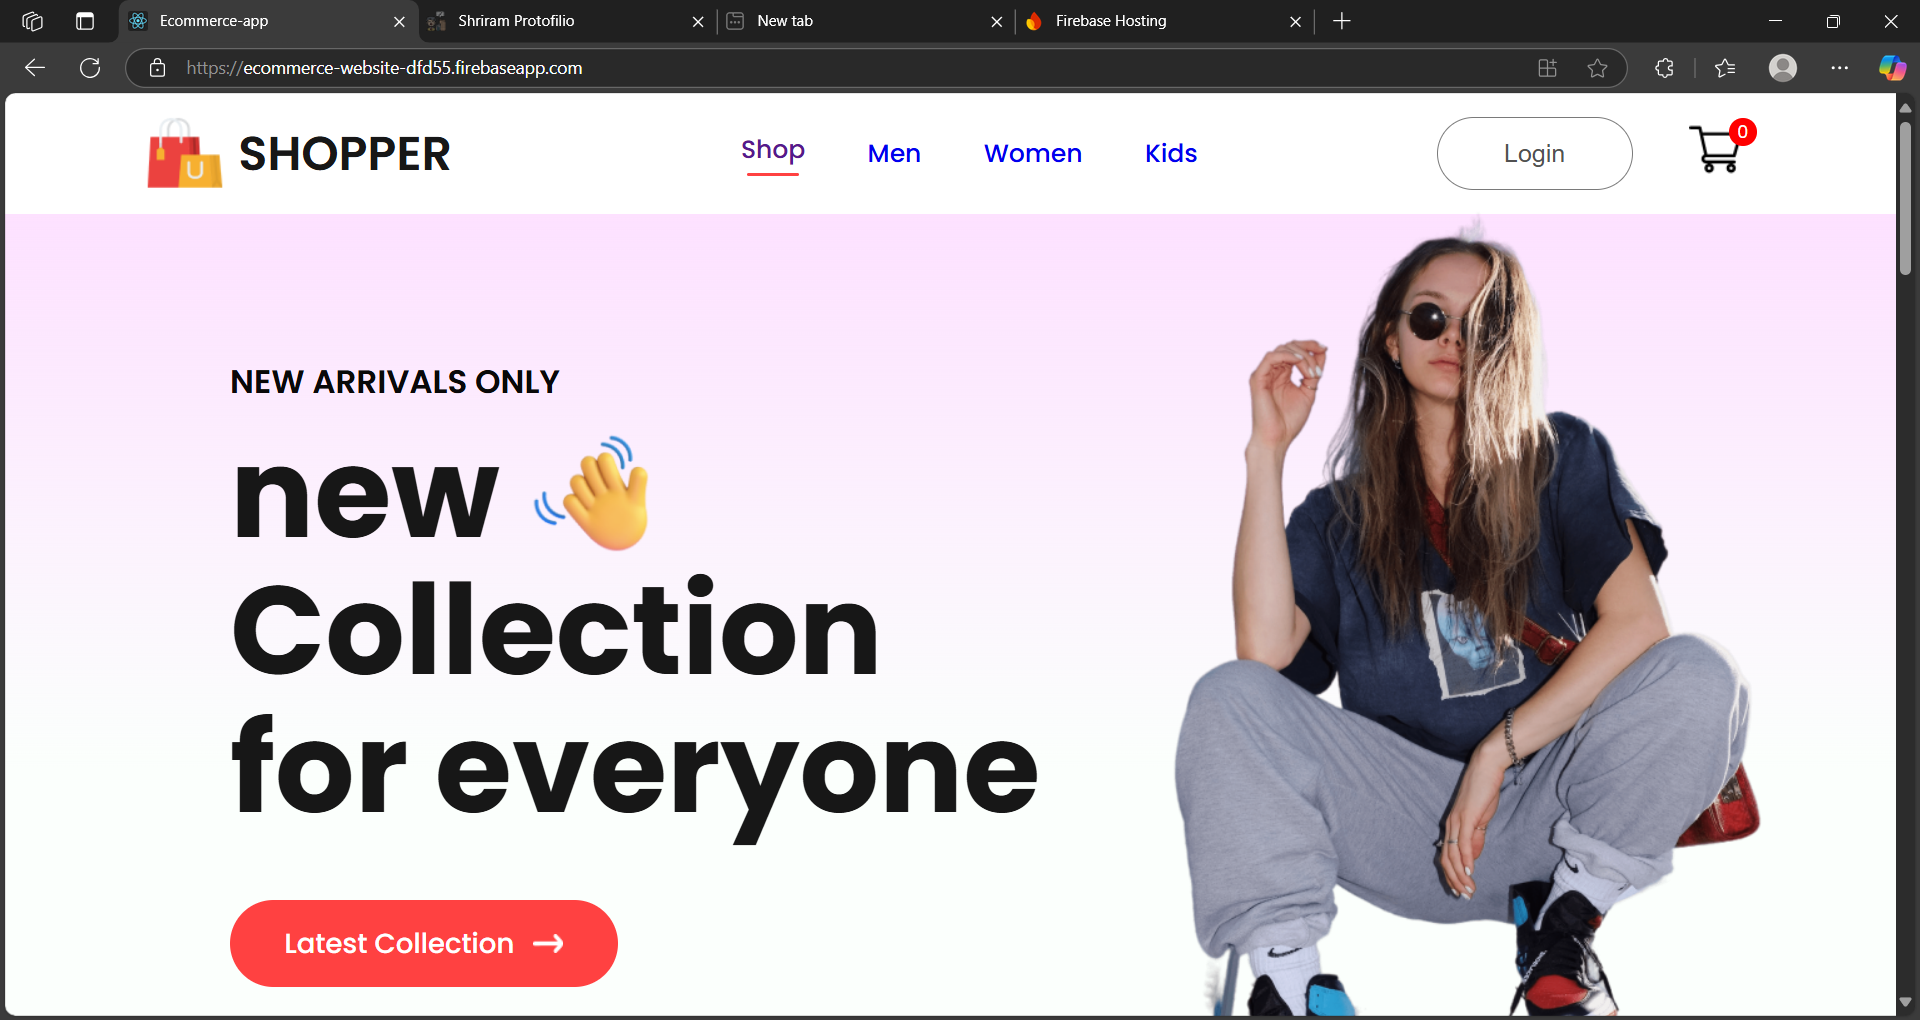 Ecommerce-app
Shriram Protofilio
New tab
Firebase Hosting
https://ecommerce-website-dfd55.firebaseapp.com
SHOPPER
Shop
Men
Women
Kids
Login
0
U
NEW ARRIVALS ONLY
new
Collection
for everyone
Latest Collection →